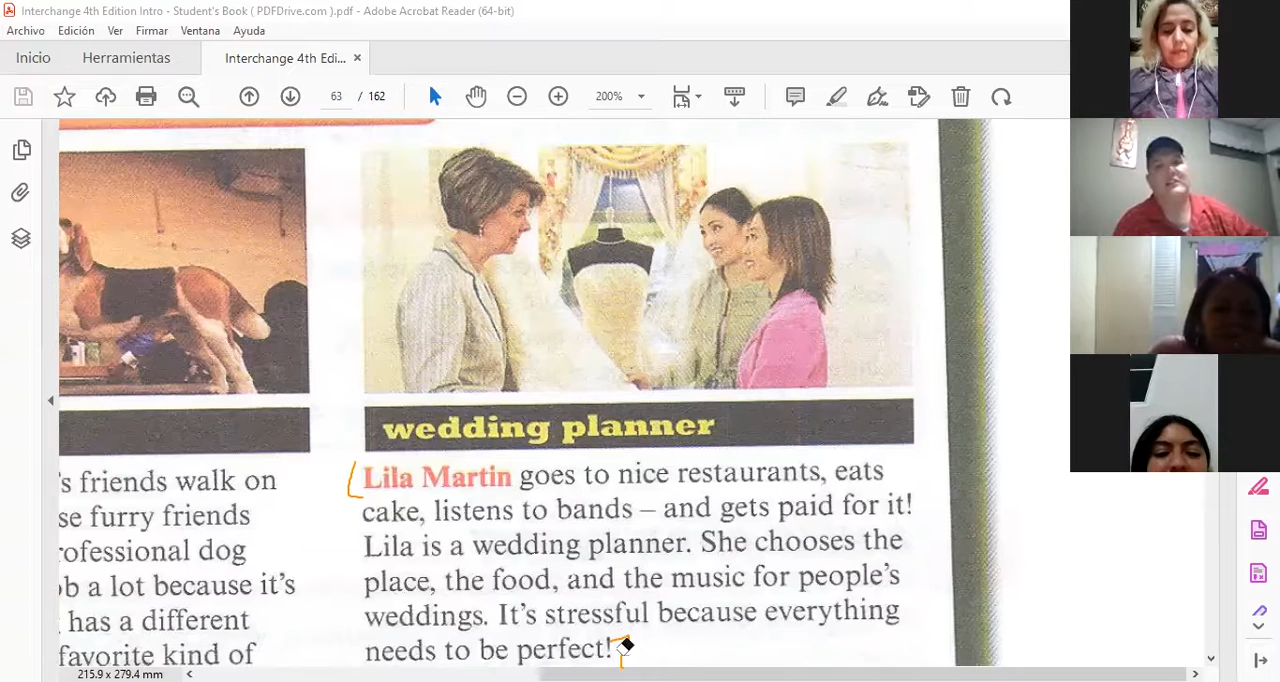 Interchange 4th Edition Intro - Student's Book ( PDFDrive.com ).pdf - Adobe Acrobat Reader (64-bit)
Archivo Edición Ver Firmar Ventana Ayuda
Inicio Herramientas Interchange 4th Edi... ×
63 / 162 200%
wedding planner
's friends walk on
se furry friends
rofessional dog
ob a lot because it's
has a different
favorite kind of
Lila Martin goes to nice restaurants, eats
cake, listens to bands – and gets paid for it!
Lila is a wedding planner. She chooses the
place, the food, and the music for people's
weddings. It's stressful because everything
needs to be perfect!
215.9 x 279.4 mm